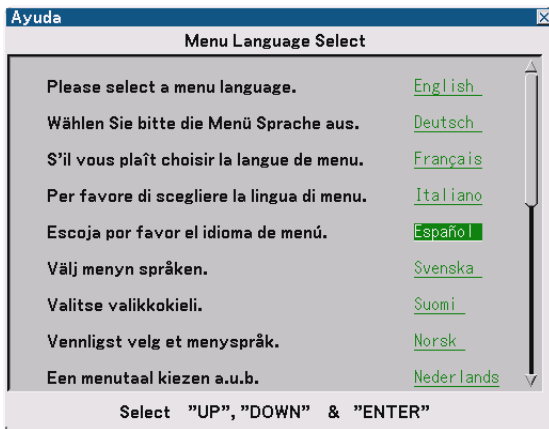 Ayuda
Menu Language Select
Please select a menu language. English
Wählen Sie bitte die Menü Sprache aus. Deutsch
S'il vous plaît choisir la langue de menu. Français
Per favore di scegliere la lingua di menu. Italiano
Escoja por favor el idioma de menú. Español
Välj menyn språken. Svenska
Valitse valikkokieli. Suomi
Vennligst velg et menyspråk. Norsk
Een menutaal kiezen a.u.b. Nederlands
Select "UP", "DOWN" & "ENTER"